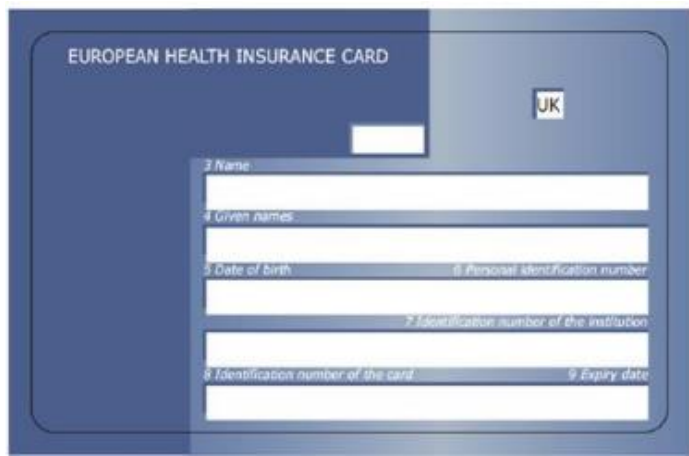 EUROPEAN HEALTH INSURANCE CARD
UK
3 Name
4 Given names
5 Date of birth 6 Personal identification number
7 Identification number of the institution
8 Identification number of the card 9 Expiry date